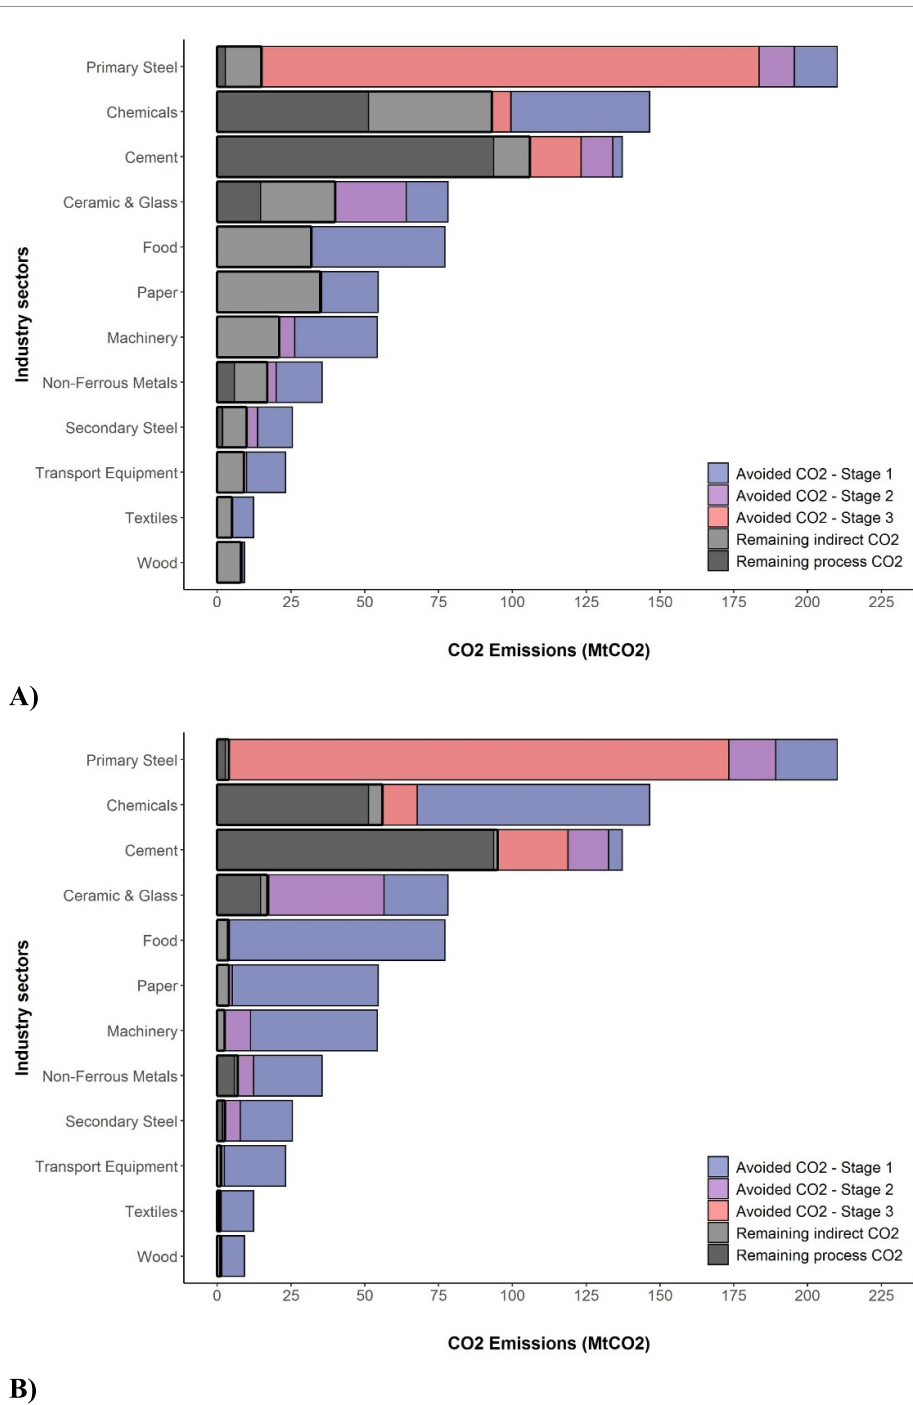 Primary Steel
Chemicals
Cement
Ceramic & Glass
Food
Paper
Machinery
Non-Ferrous Metals
Secondary Steel
Transport Equipment
Textiles
Wood
Industry sectors
Avoided CO2 - Stage 1
Avoided CO2 - Stage 2
Avoided CO2 - Stage 3
Remaining indirect CO2
Remaining process CO2
0 25 50 75 100 125 150 175 200 225
CO2 Emissions (MtCO2)
A)
Primary Steel
Chemicals
Cement
Ceramic & Glass
Food
Paper
Machinery
Non-Ferrous Metals
Secondary Steel
Transport Equipment
Textiles
Wood
Industry sectors
Avoided CO2 - Stage 1
Avoided CO2 - Stage 2
Avoided CO2 - Stage 3
Remaining indirect CO2
Remaining process CO2
0 25 50 75 100 125 150 175 200 225
CO2 Emissions (MtCO2)
B)